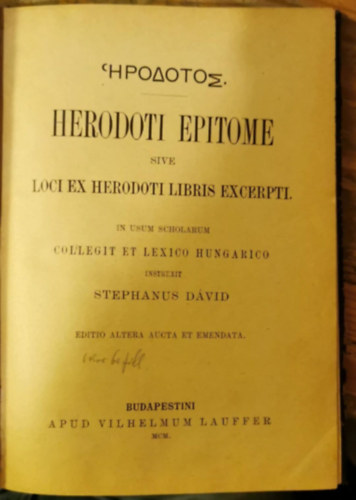 ἩΡΟΔΟΤΟΣ.
HERODOTI EPITOME
SIVE
LOCI EX HERODOTI LIBRIS EXCERPTI.
IN USUM SCHOLARUM
COLLEGIT ET LEXICO HUNGARICO
INSTRUXIT
STEPHANUS DÁVID
EDITIO ALTERA AUCTA ET EMENDATA.
BUDAPESTINI
APUD VILHELMUM LAUFFER
MCM.